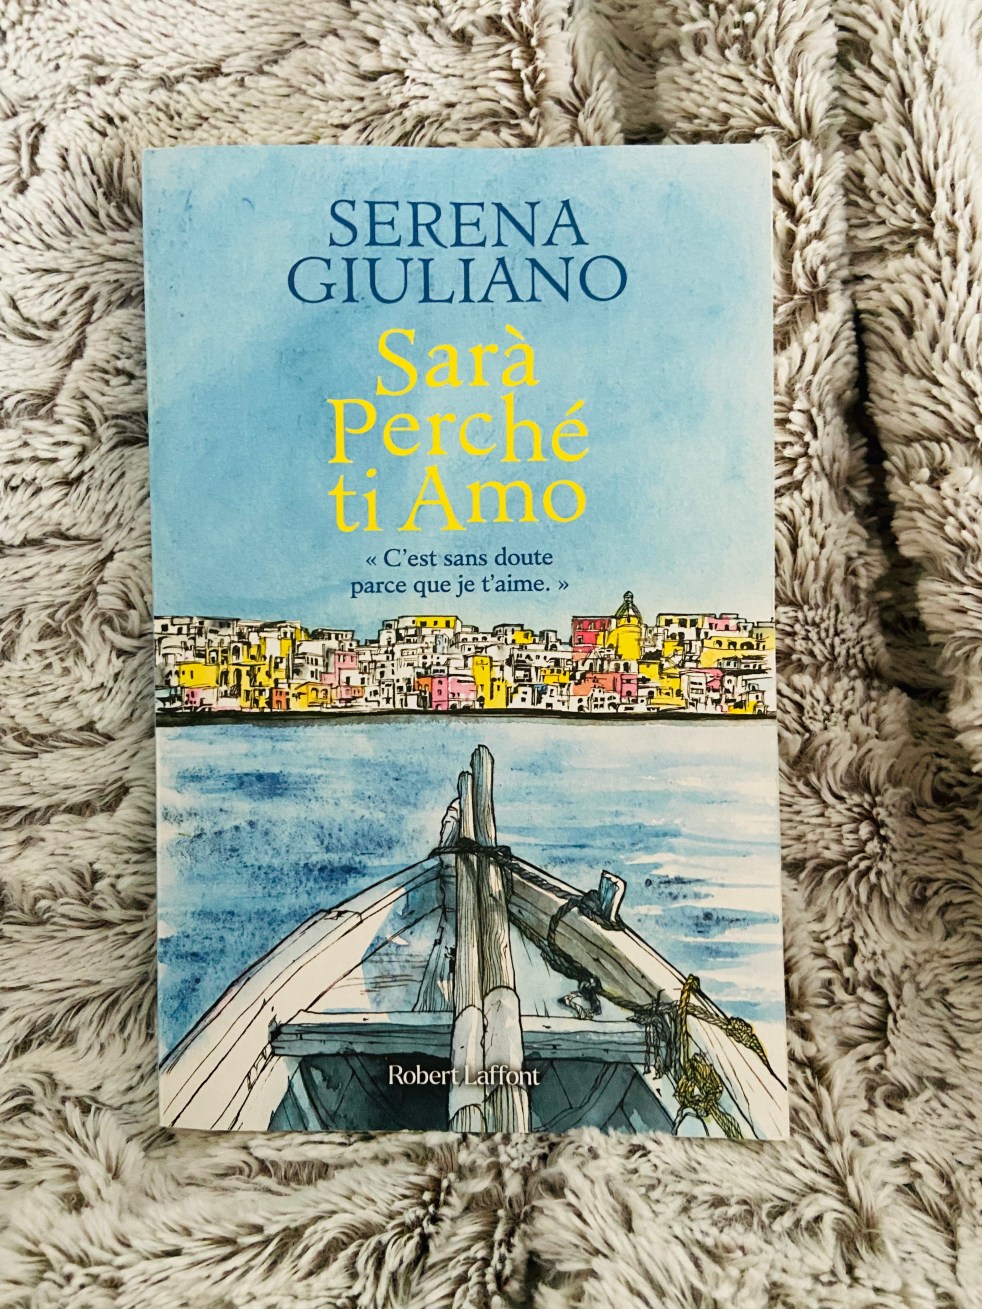 SERENA
GIULIANO
Sarà
Perché
ti Amo
« C'est sans doute
parce que je t'aime. »
Robert Laffont